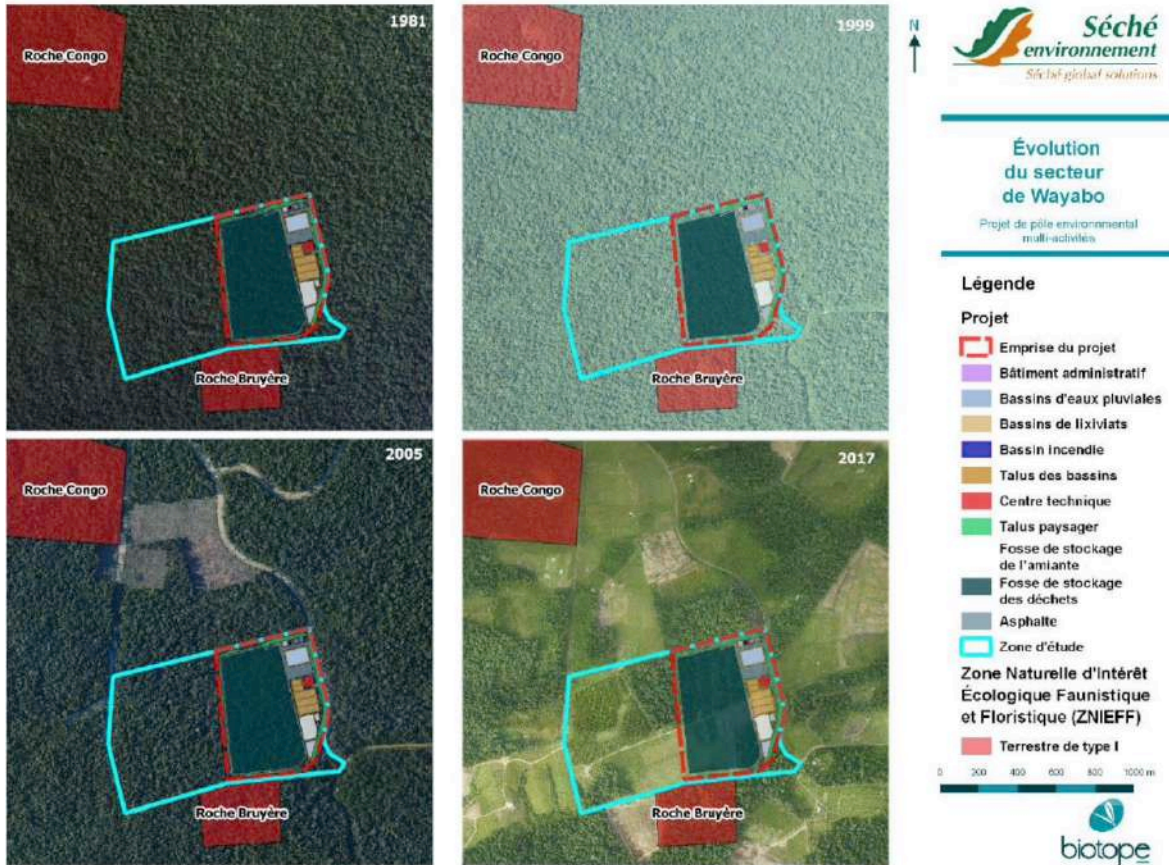 1981
Roche Congo
Roche Bruyère
1999
Roche Congo
Roche Bruyère
2005
Roche Congo
Roche Bruyère
2017
Roche Congo
Roche Bruyère
N
Séché
environnement
Séché global solutions
Évolution
du secteur
de Wayabo
Projet de pôle environnmental
multi-activités
Légende
Projet
Emprise du projet
Bâtiment administratif
Bassins d'eaux pluviales
Bassins de lixiviats
Bassin incendie
Talus des bassins
Centre technique
Talus paysager
Fosse de stockage
de l'amiante
Fosse de stockage
des déchets
Asphalte
Zone d'étude
Zone Naturelle d'Intérêt
Écologique Faunistique
et Floristique (ZNIEFF)
Terrestre de type I
0 200 400 600 800 1000 m
biotope